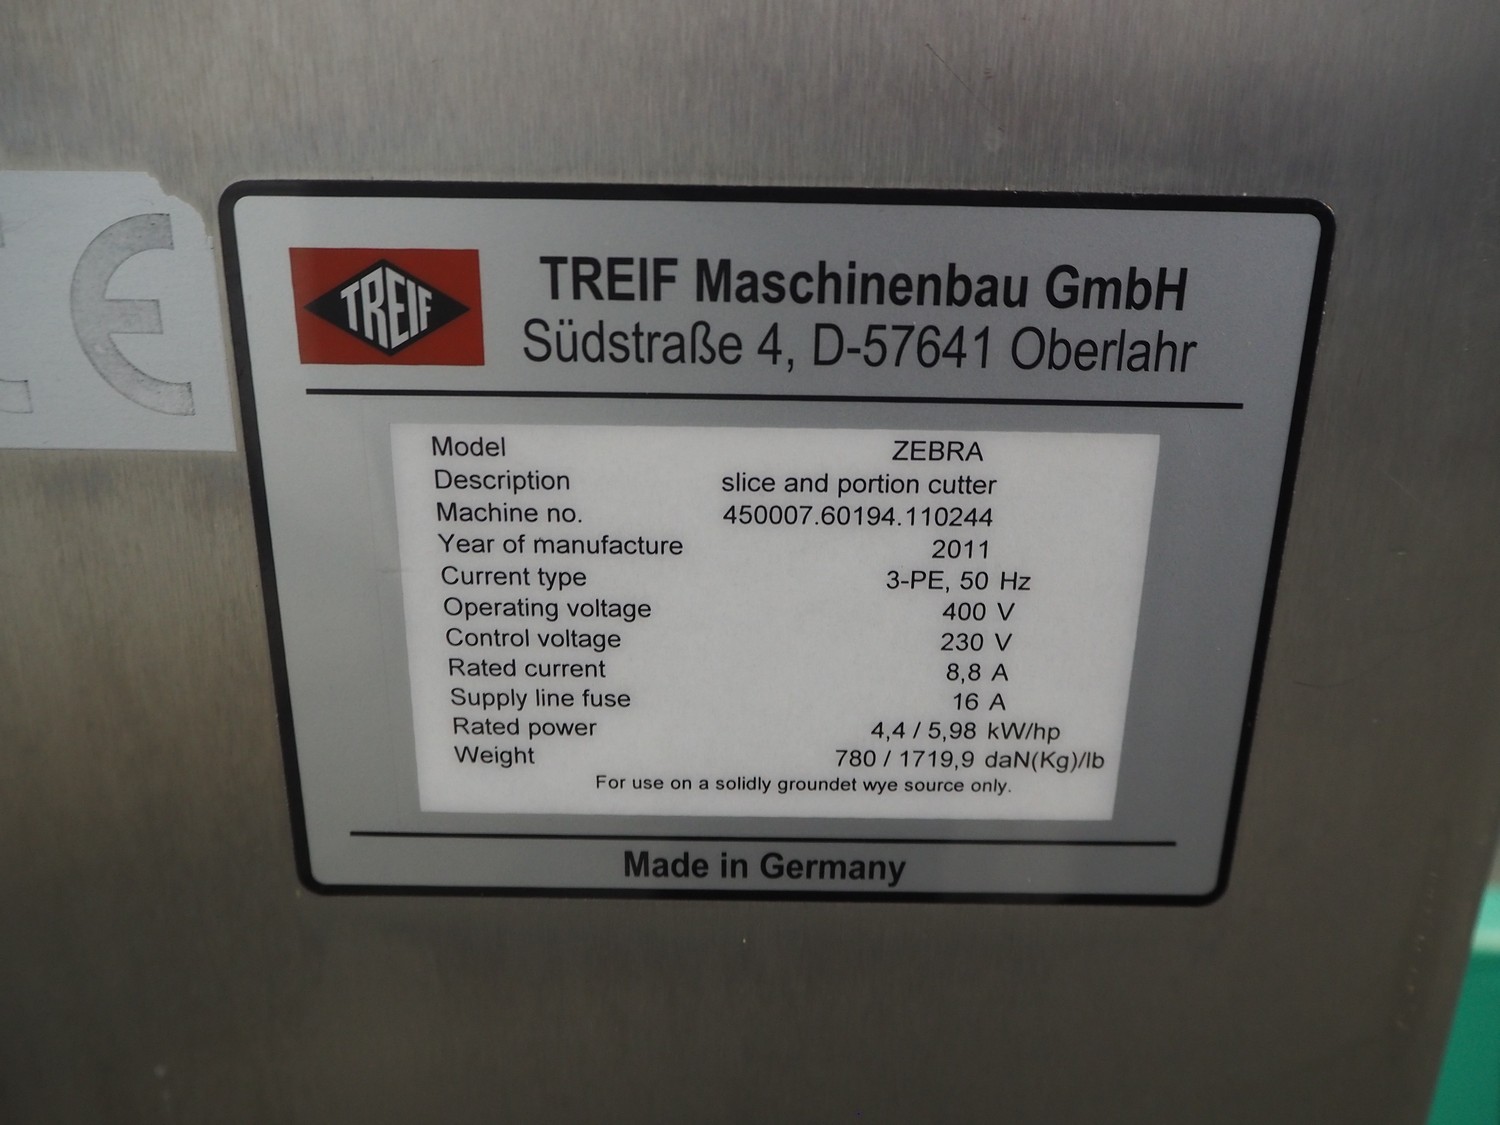 CE
TREIF
TREIF Maschinenbau GmbH
Südstraße 4, D-57641 Oberlahr
Model ZEBRA
Description slice and portion cutter
Machine no. 450007.60194.110244
Year of manufacture 2011
Current type 3-PE, 50 Hz
Operating voltage 400 V
Control voltage 230 V
Rated current 8,8 A
Supply line fuse 16 A
Rated power 4,4 / 5,98 kW/hp
Weight 780 / 1719,9 daN(Kg)/lb
For use on a solidly groundet wye source only.
Made in Germany